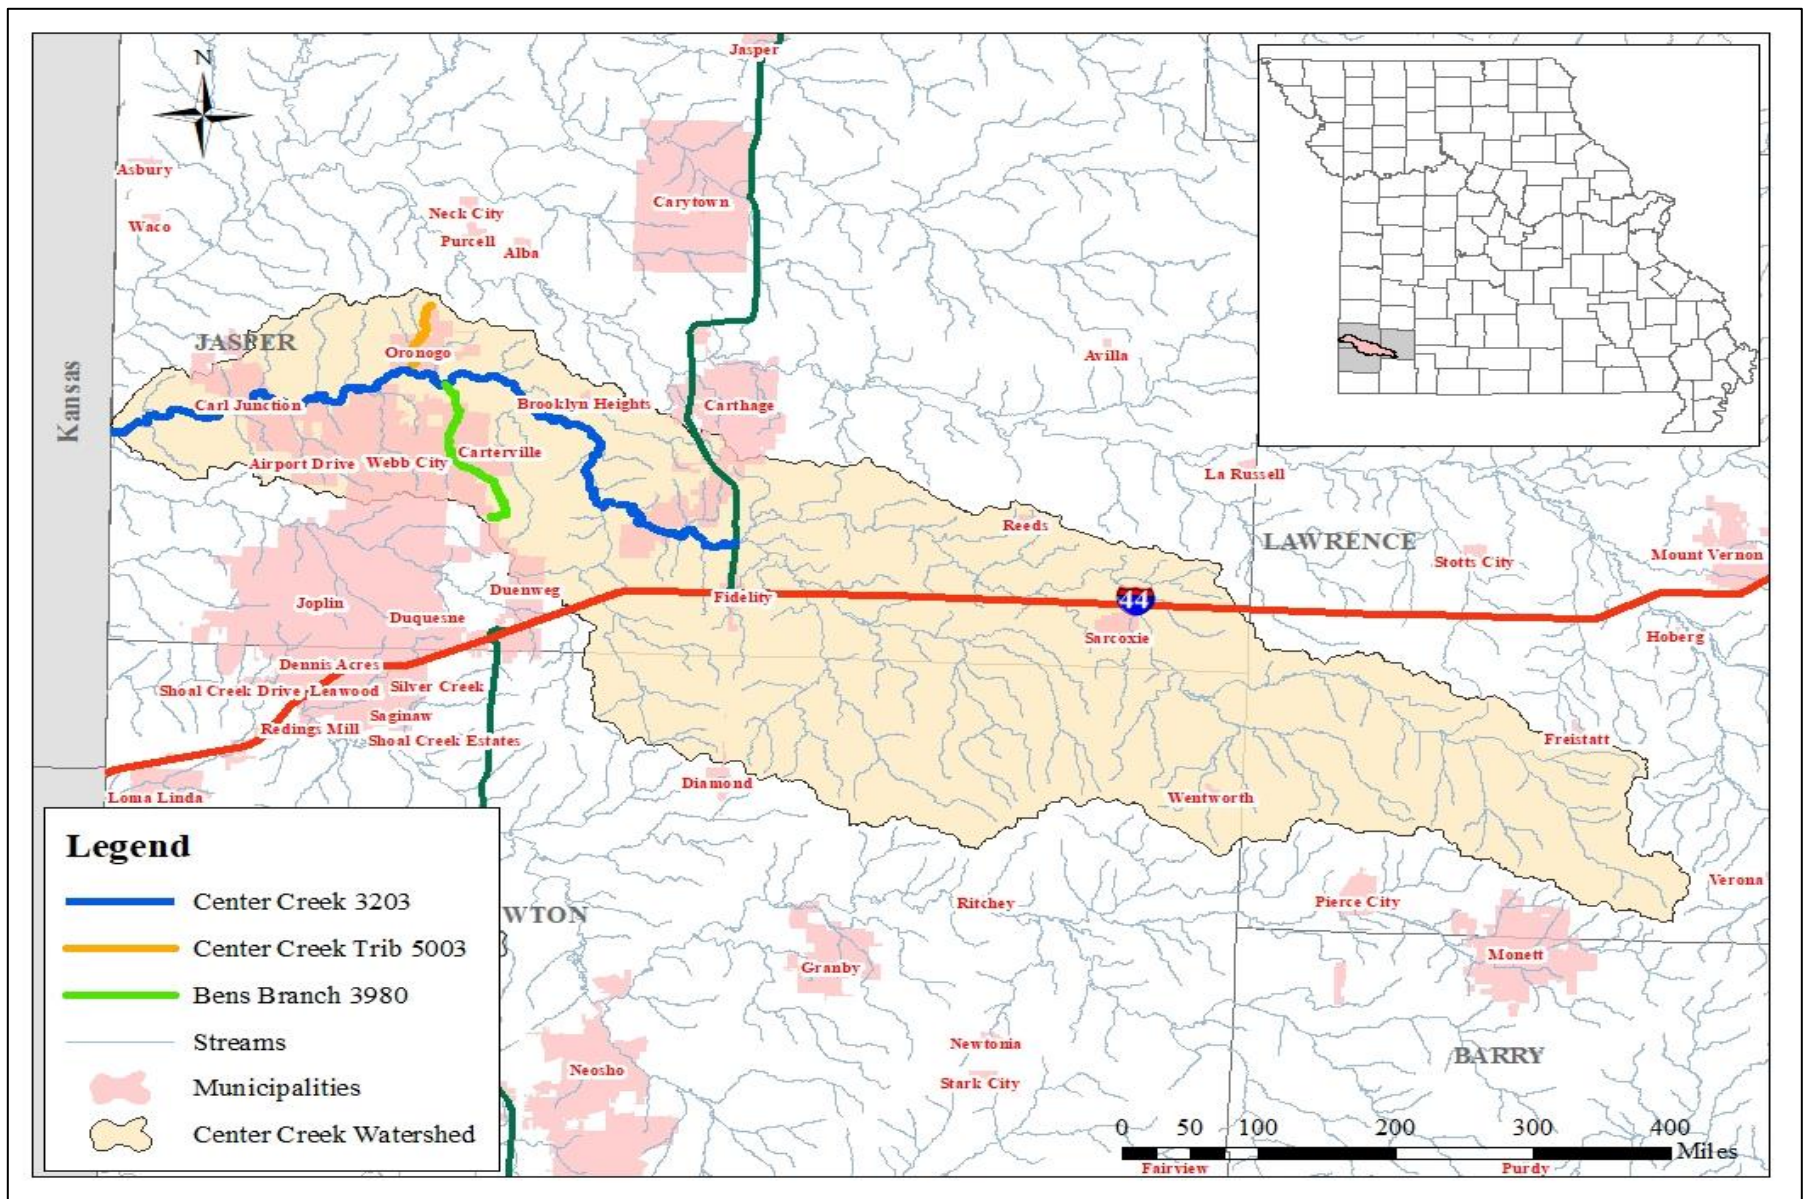 Jasper
N
Asbury
Carytown
Neck City
Waco
Purcell
Alba
JASPER
Oronogo
Avilla
Kansas
Carl Junction
Brooklyn Heights
Carthage
Carterville
Airport Drive
Webb City
La Russell
Reeds
LAWRENCE
Mount Vernon
Stotts City
Duenweg
Fidelity
44
Joplin
Duquesne
Sarcoxie
Hoberg
Dennis Acres
Shoal Creek Drive
Leawood
Silver Creek
Saginaw
Redings Mill
Shoal Creek Estates
Freistatt
Diamond
Loma Linda
Wentworth
Verona
Pierce City
Ritchey
WTON
Monett
Granby
Newtonia
BARRY
Neosho
Stark City
Legend
Center Creek 3203
Center Creek Trib 5003
Bens Branch 3980
Streams
Municipalities
Center Creek Watershed
0 50 100 200 300 400
Miles
Fairview
Purdy